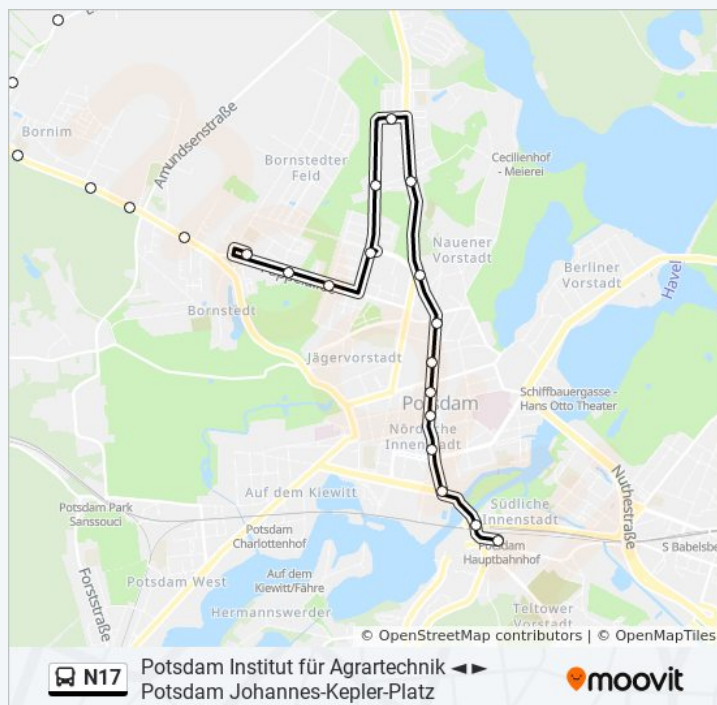 Bornim
Amundsenstraße
Bornstedter
Feld
Cecilienhof
- Meierei
Nauener
Vorstadt
Berliner
Vorstadt
Havel
Bornstedt
Jägervorstadt
Schiffbauergasse -
Hans Otto Theater
Potsdam
Nördliche
Innenstadt
Nuthestraße
Auf dem Kiewitt
Südliche
Innenstadt
Potsdam Park
Sanssouci
Potsdam
Charlottenhof
Potsdam
Hauptbahnhof
S Babelsbe
Forststraße
Potsdam West
Auf dem
Kiewitt/Fähre
Hermannswerder
Teltower
Vorstadt
© OpenStreetMap contributors | © OpenMapTiles
N17
Potsdam Institut für Agrartechnik ◄►
Potsdam Johannes-Kepler-Platz
moovit